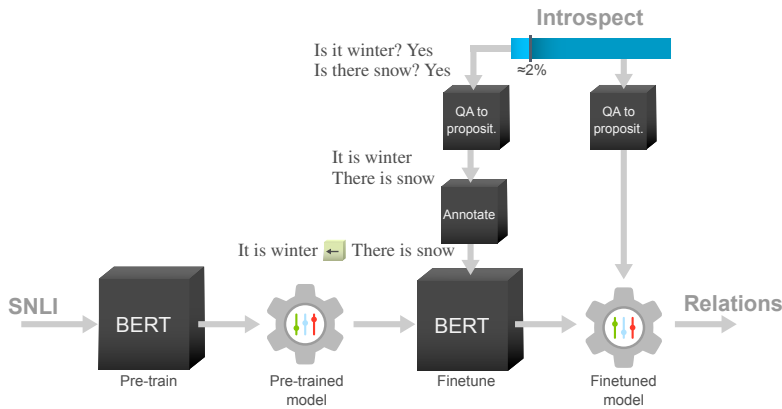 Introspect
Is it winter? Yes
Is there snow? Yes
≈2%
QA to
proposit.
QA to
proposit.
It is winter
There is snow
Annotate
It is winter ← There is snow
SNLI
BERT
BERT
Relations
Pre-train
Pre-trained
model
Finetune
Finetuned
model